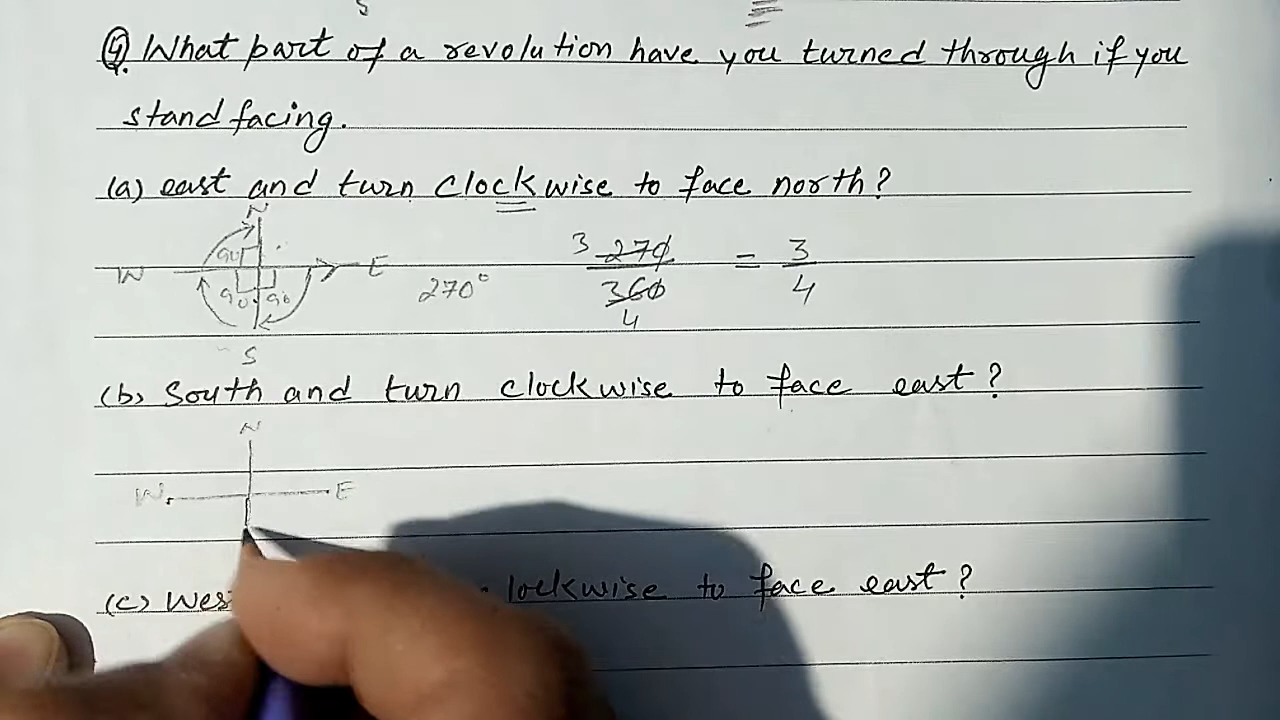 Q. What part of a revolution have you turned through if you
stand facing.
(a) east and turn clockwise to face north?
N
W E
90
90 90
S
270° 3 270 / 360 4 = 3/4
(b) South and turn clockwise to face east?
N
W E
(c) Wes lockwise to face east?